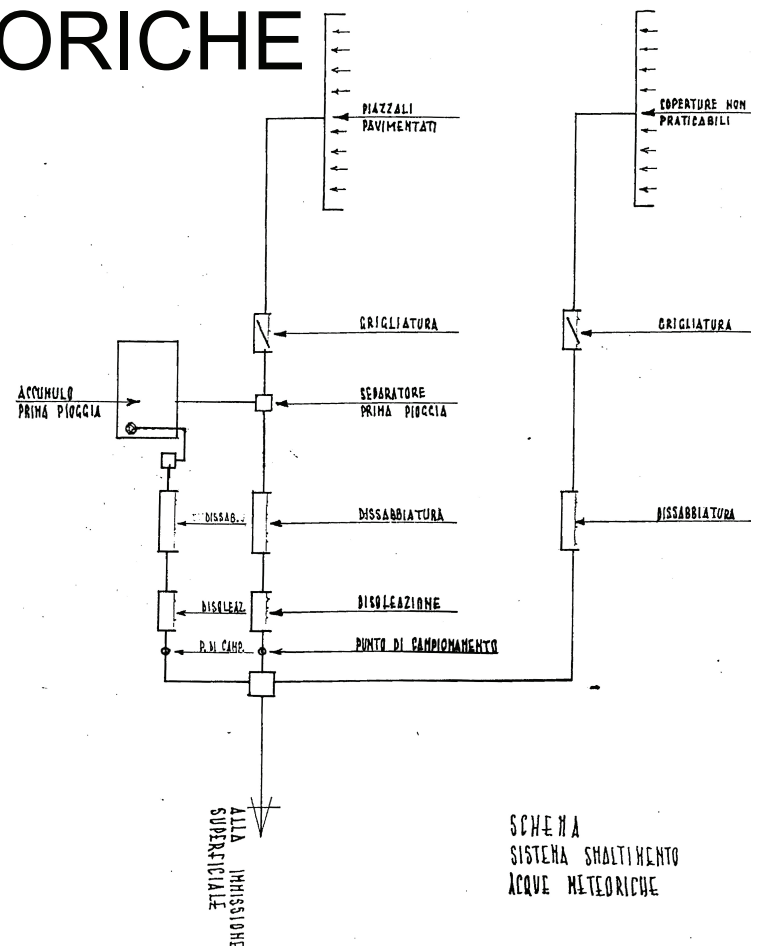 ORICHE
PIAZZALI
PAVIMENTATI
COPERTURE NON
PRATICABILI
GRIGLIATURA
GRIGLIATURA
ACCUMULO
PRIMA PIOGGIA
SEPARATORE
PRIMA PIOGGIA
DISSAB.
DISSABBIATURA
DISSABBIATURA
DISOLEAZ.
DISOLEAZIONE
P. DI CAMP.
PUNTO DI CAMPIONAMENTO
ALLA IMMISSIONE
SUPERFICIALE
SCHEMA
SISTEMA SMALTIMENTO
ACQUE METEORICHE